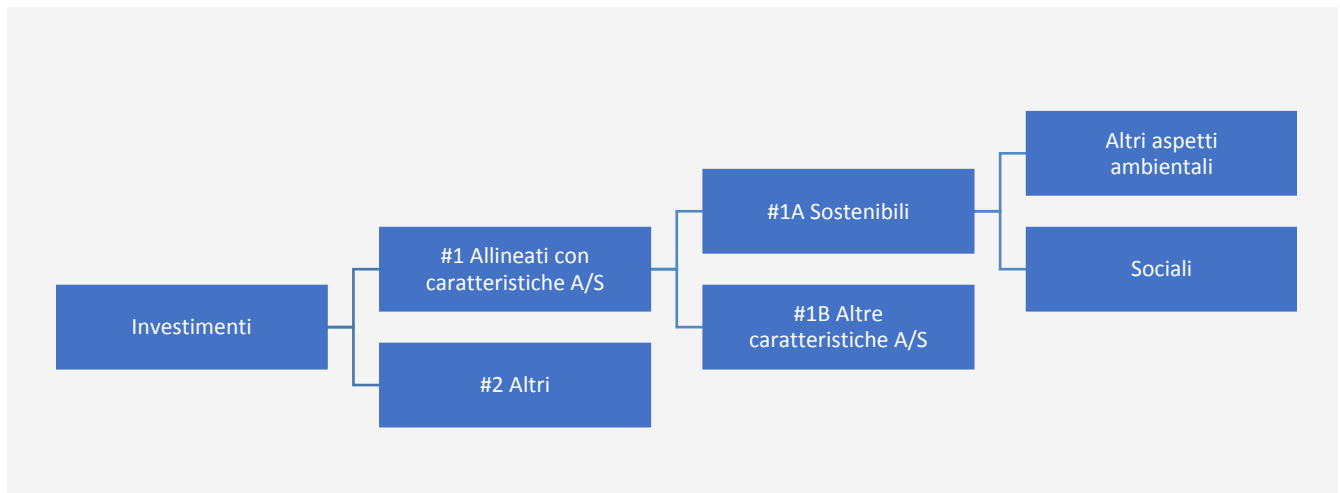 Investimenti
#1 Allineati con
caratteristiche A/S
#2 Altri
#1A Sostenibili
#1B Altre
caratteristiche A/S
Altri aspetti
ambientali
Sociali